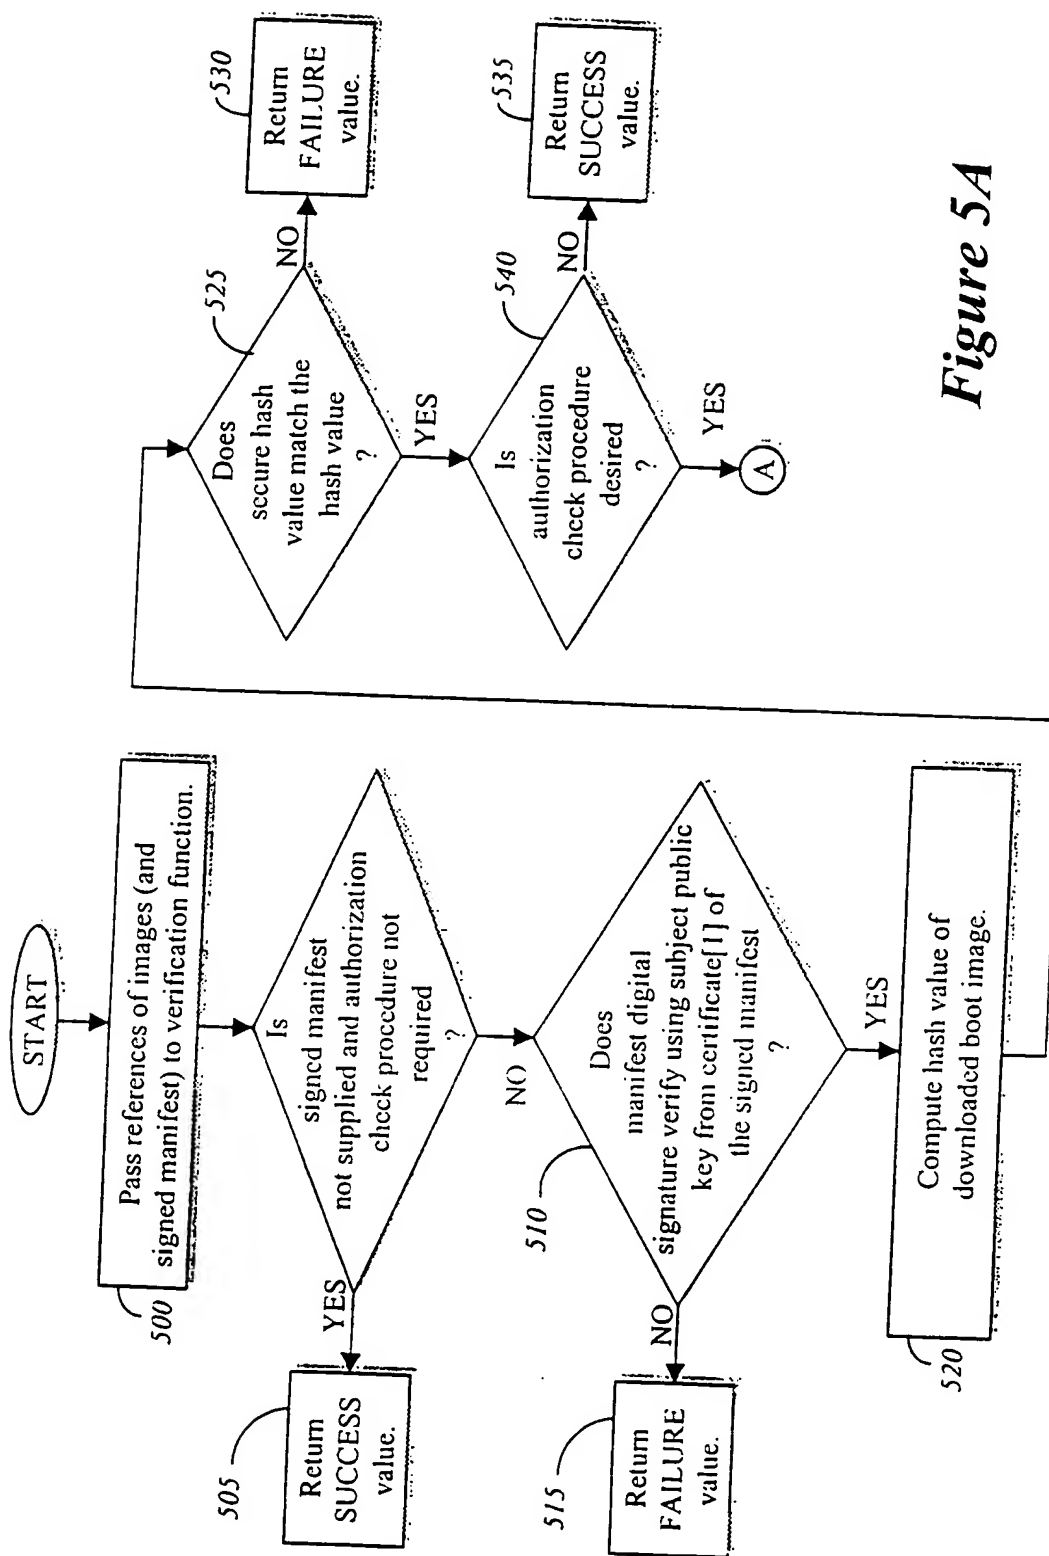 START
Pass references of images (and
signed manifest) to verification function.
500
Is
signed manifest
not supplied and authorization
check procedure not
required
?
YES
505
Return
SUCCESS
value.
NO
510
Does
manifest digital
signature verify using subject public
key from certificate[1] of
the signed manifest
?
NO
515
Return
FAILURE
value.
YES
520
Compute hash value of
downloaded boot image.
525
Does
secure hash
value match the
hash value
?
NO
530
Return
FAILURE
value.
YES
540
Is
authorization
check procedure
desired
?
NO
535
Return
SUCCESS
value.
YES
A
Figure 5A